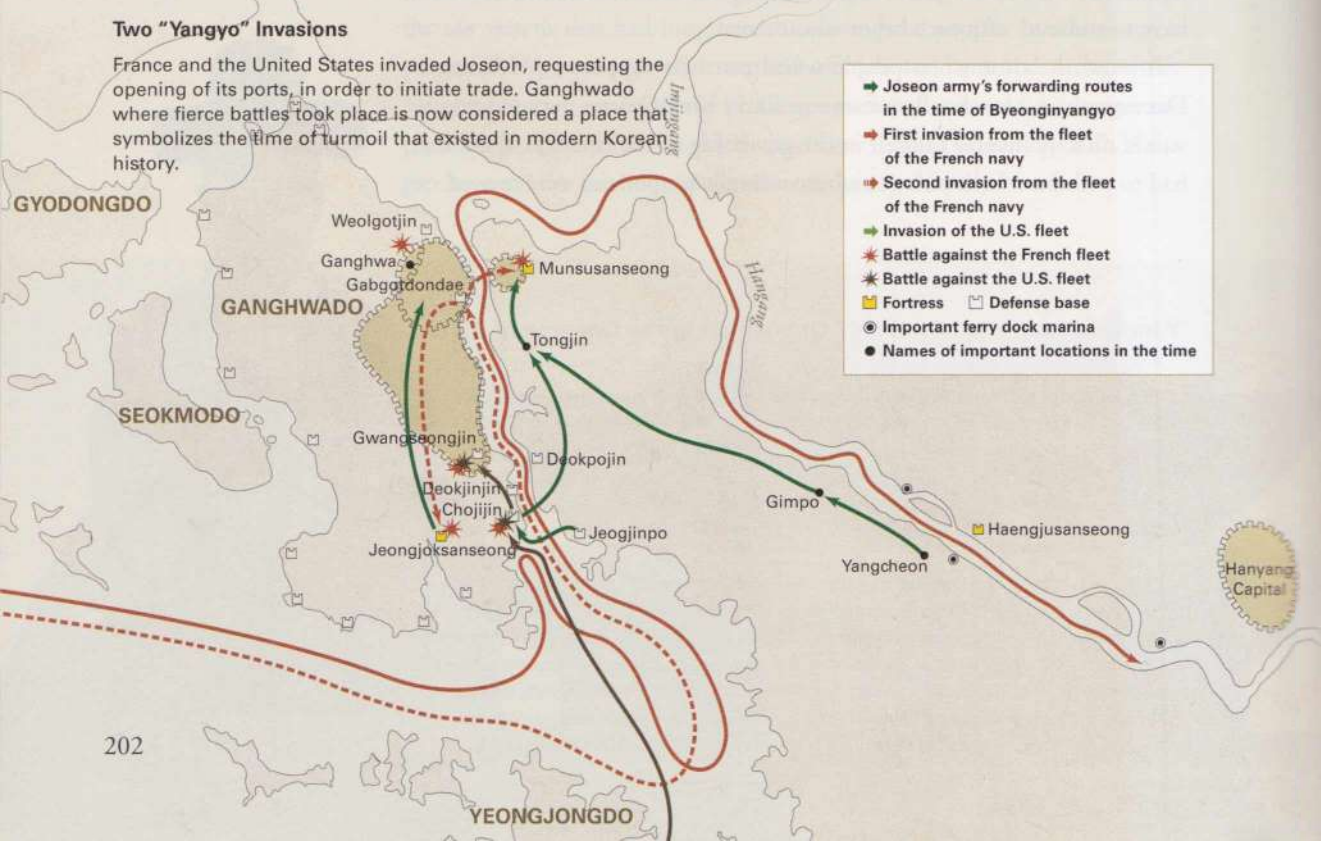 Two “Yangyo” Invasions
France and the United States invaded Joseon, requesting the
opening of its ports, in order to initiate trade. Ganghwado
where fierce battles took place is now considered a place that
symbolizes the time of turmoil that existed in modern Korean
history.
Joseon army's forwarding routes
in the time of Byeonginyangyo
First invasion from the fleet
of the French navy
Second invasion from the fleet
of the French navy
Invasion of the U.S. fleet
Battle against the French fleet
Battle against the U.S. fleet
Fortress
Defense base
Important ferry dock marina
Names of important locations in the time
Imjingang
GYODONGDO
Weolgotjin
Ganghwa
Gabgotdondae
Munsusanseong
Hangang
GANGHWADO
Tongjin
SEOKMODO
Gwangseongjin
Deokpojin
Deokjinjin
Chojijin
Gimpo
Jeogjinpo
Haengjusanseong
Jeongjoksanseong
Yangcheon
Hanyang
Capital
202
YEONGJONGDO